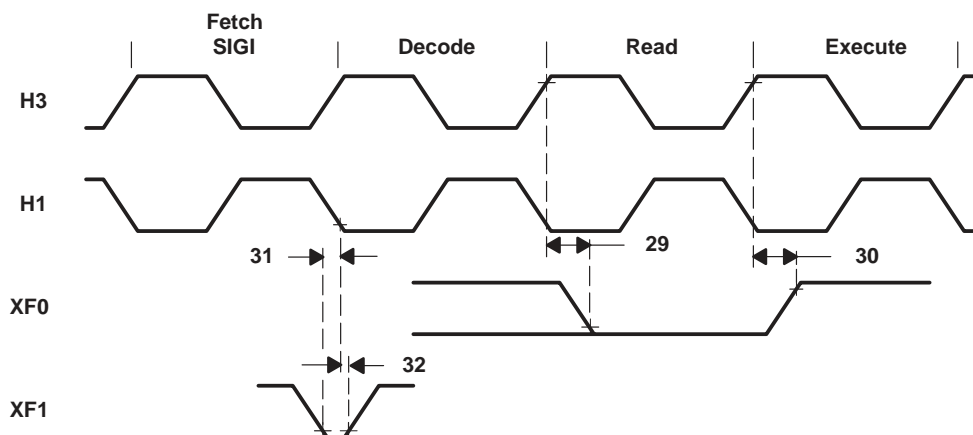 Fetch
SIGI
Decode
Read
Execute
H3
H1
31
29
30
XF0
32
XF1